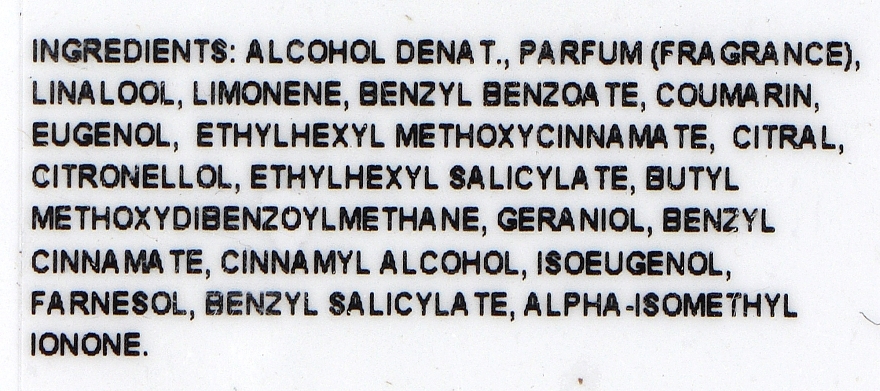 INGREDIENTS: ALCOHOL DENAT., PARFUM (FRAGRANCE),
LINALOOL, LIMONENE, BENZYL BENZOATE, COUMARIN,
EUGENOL, ETHYLHEXYL METHOXYCINNAMATE, CITRAL,
CITRONELLOL, ETHYLHEXYL SALICYLATE, BUTYL
METHOXYDIBENZOYLMETHANE, GERANIOL, BENZYL
CINNAMATE, CINNAMYL ALCOHOL, ISOEUGENOL,
FARNESOL, BENZYL SALICYLATE, ALPHA-ISOMETHYL
IONONE.